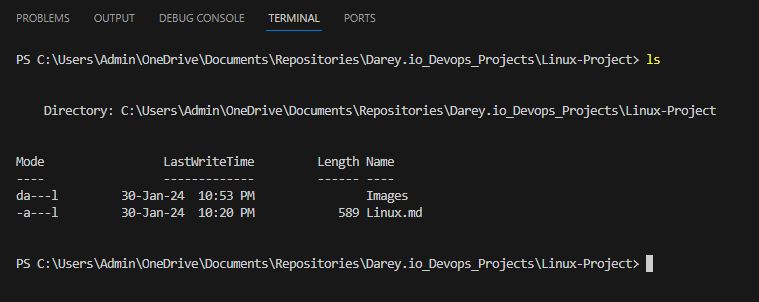 PROBLEMS OUTPUT DEBUG CONSOLE TERMINAL PORTS
PS C:\Users\Admin\OneDrive\Documents\Repositories\Darey.io_Devops_Projects\Linux-Project> ls
Directory: C:\Users\Admin\OneDrive\Documents\Repositories\Darey.io_Devops_Projects\Linux-Project
Mode                 LastWriteTime         Length Name
----                 -------------         ------ ----
da---l         30-Jan-24  10:53 PM                Images
-a---l         30-Jan-24  10:20 PM            589 Linux.md
PS C:\Users\Admin\OneDrive\Documents\Repositories\Darey.io_Devops_Projects\Linux-Project>